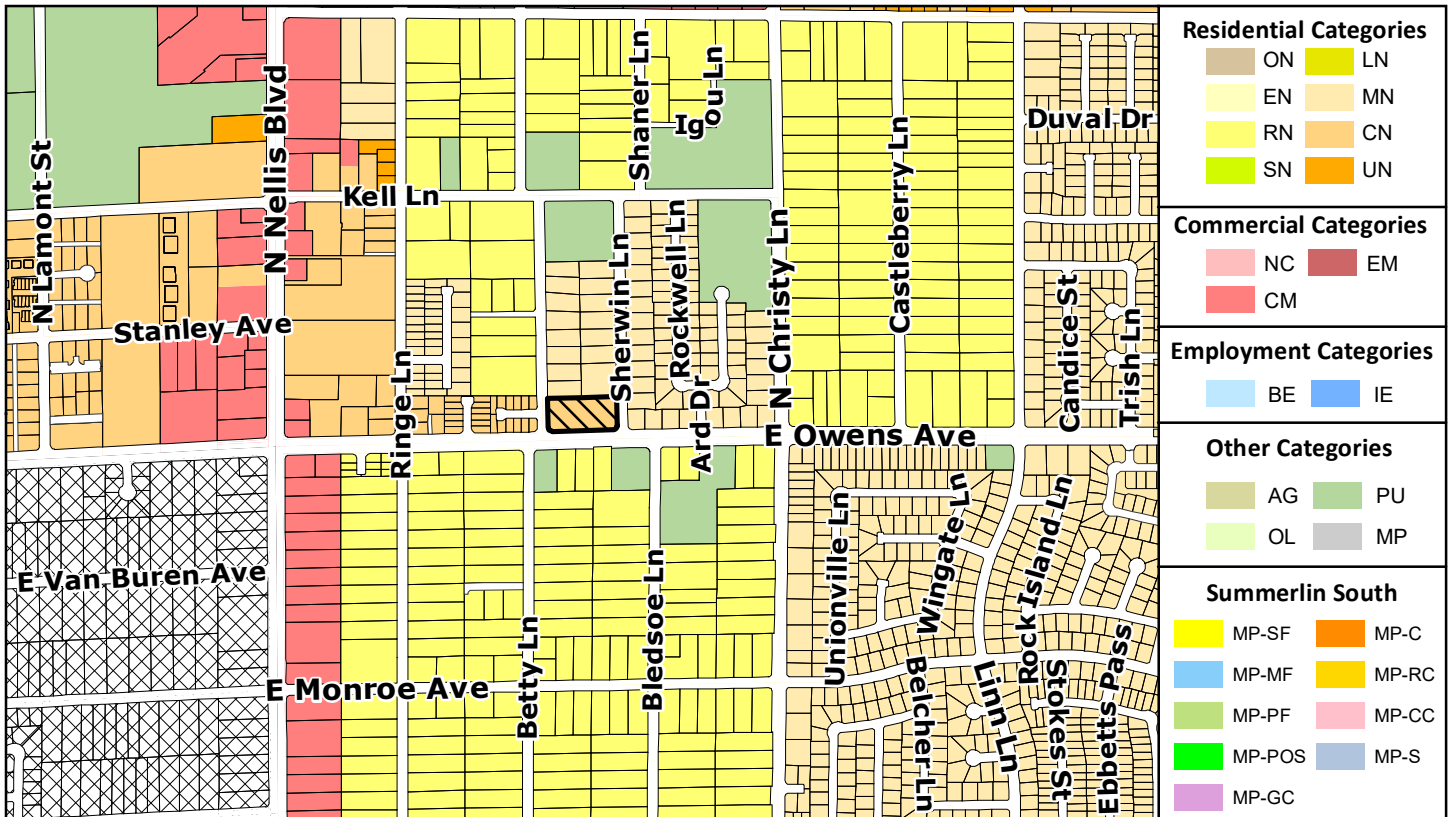 Shaner Ln
Igou Ln
N Nellis Blvd
Duval Dr
N Lamont St
Castleberry Ln
Kell Ln
Sherwin Ln
Rockwell Ln
N Christy Ln
Candice St
Trish Ln
Stanley Ave
Ringe Ln
Ard Dr
E Owens Ave
Unionville Ln
Wingate Ln
Rock Island Ln
E Van Buren Ave
Betty Ln
Bledsoe Ln
E Monroe Ave
Belcher Ln
Linn Ln
Stokes St
Ebbetts Pass
Residential Categories
ON LN
EN MN
RN CN
SN UN
Commercial Categories
NC EM
CM
Employment Categories
BE IE
Other Categories
AG PU
OL MP
Summerlin South
MP-SF MP-C
MP-MF MP-RC
MP-PF MP-CC
MP-POS MP-S
MP-GC